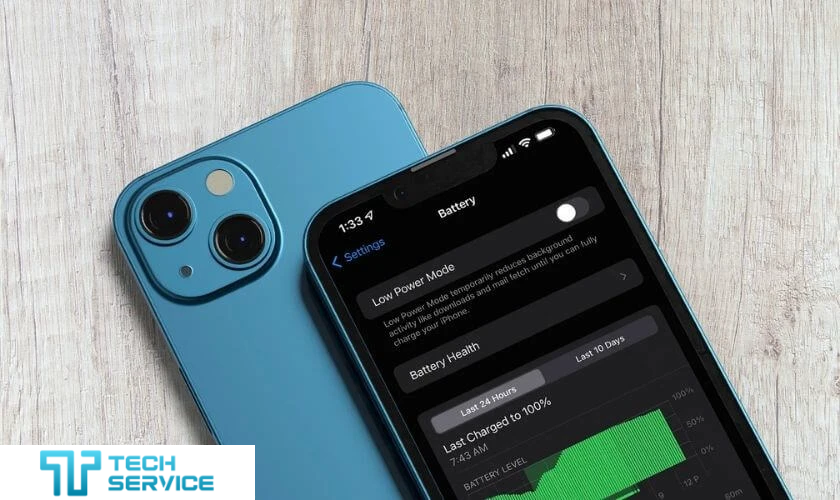 1:33
Battery
Settings
Low Power Mode
Low Power Mode temporarily reduces background
activity like downloads and mail fetch until you can fully
charge your iPhone.
Battery Health
Last 24 Hours
Last 10 Days
Last Charged to 100%
7:43 AM
BATTERY LEVEL
100%
50%
0%
9
12 P
60m
TECH
SERVICE